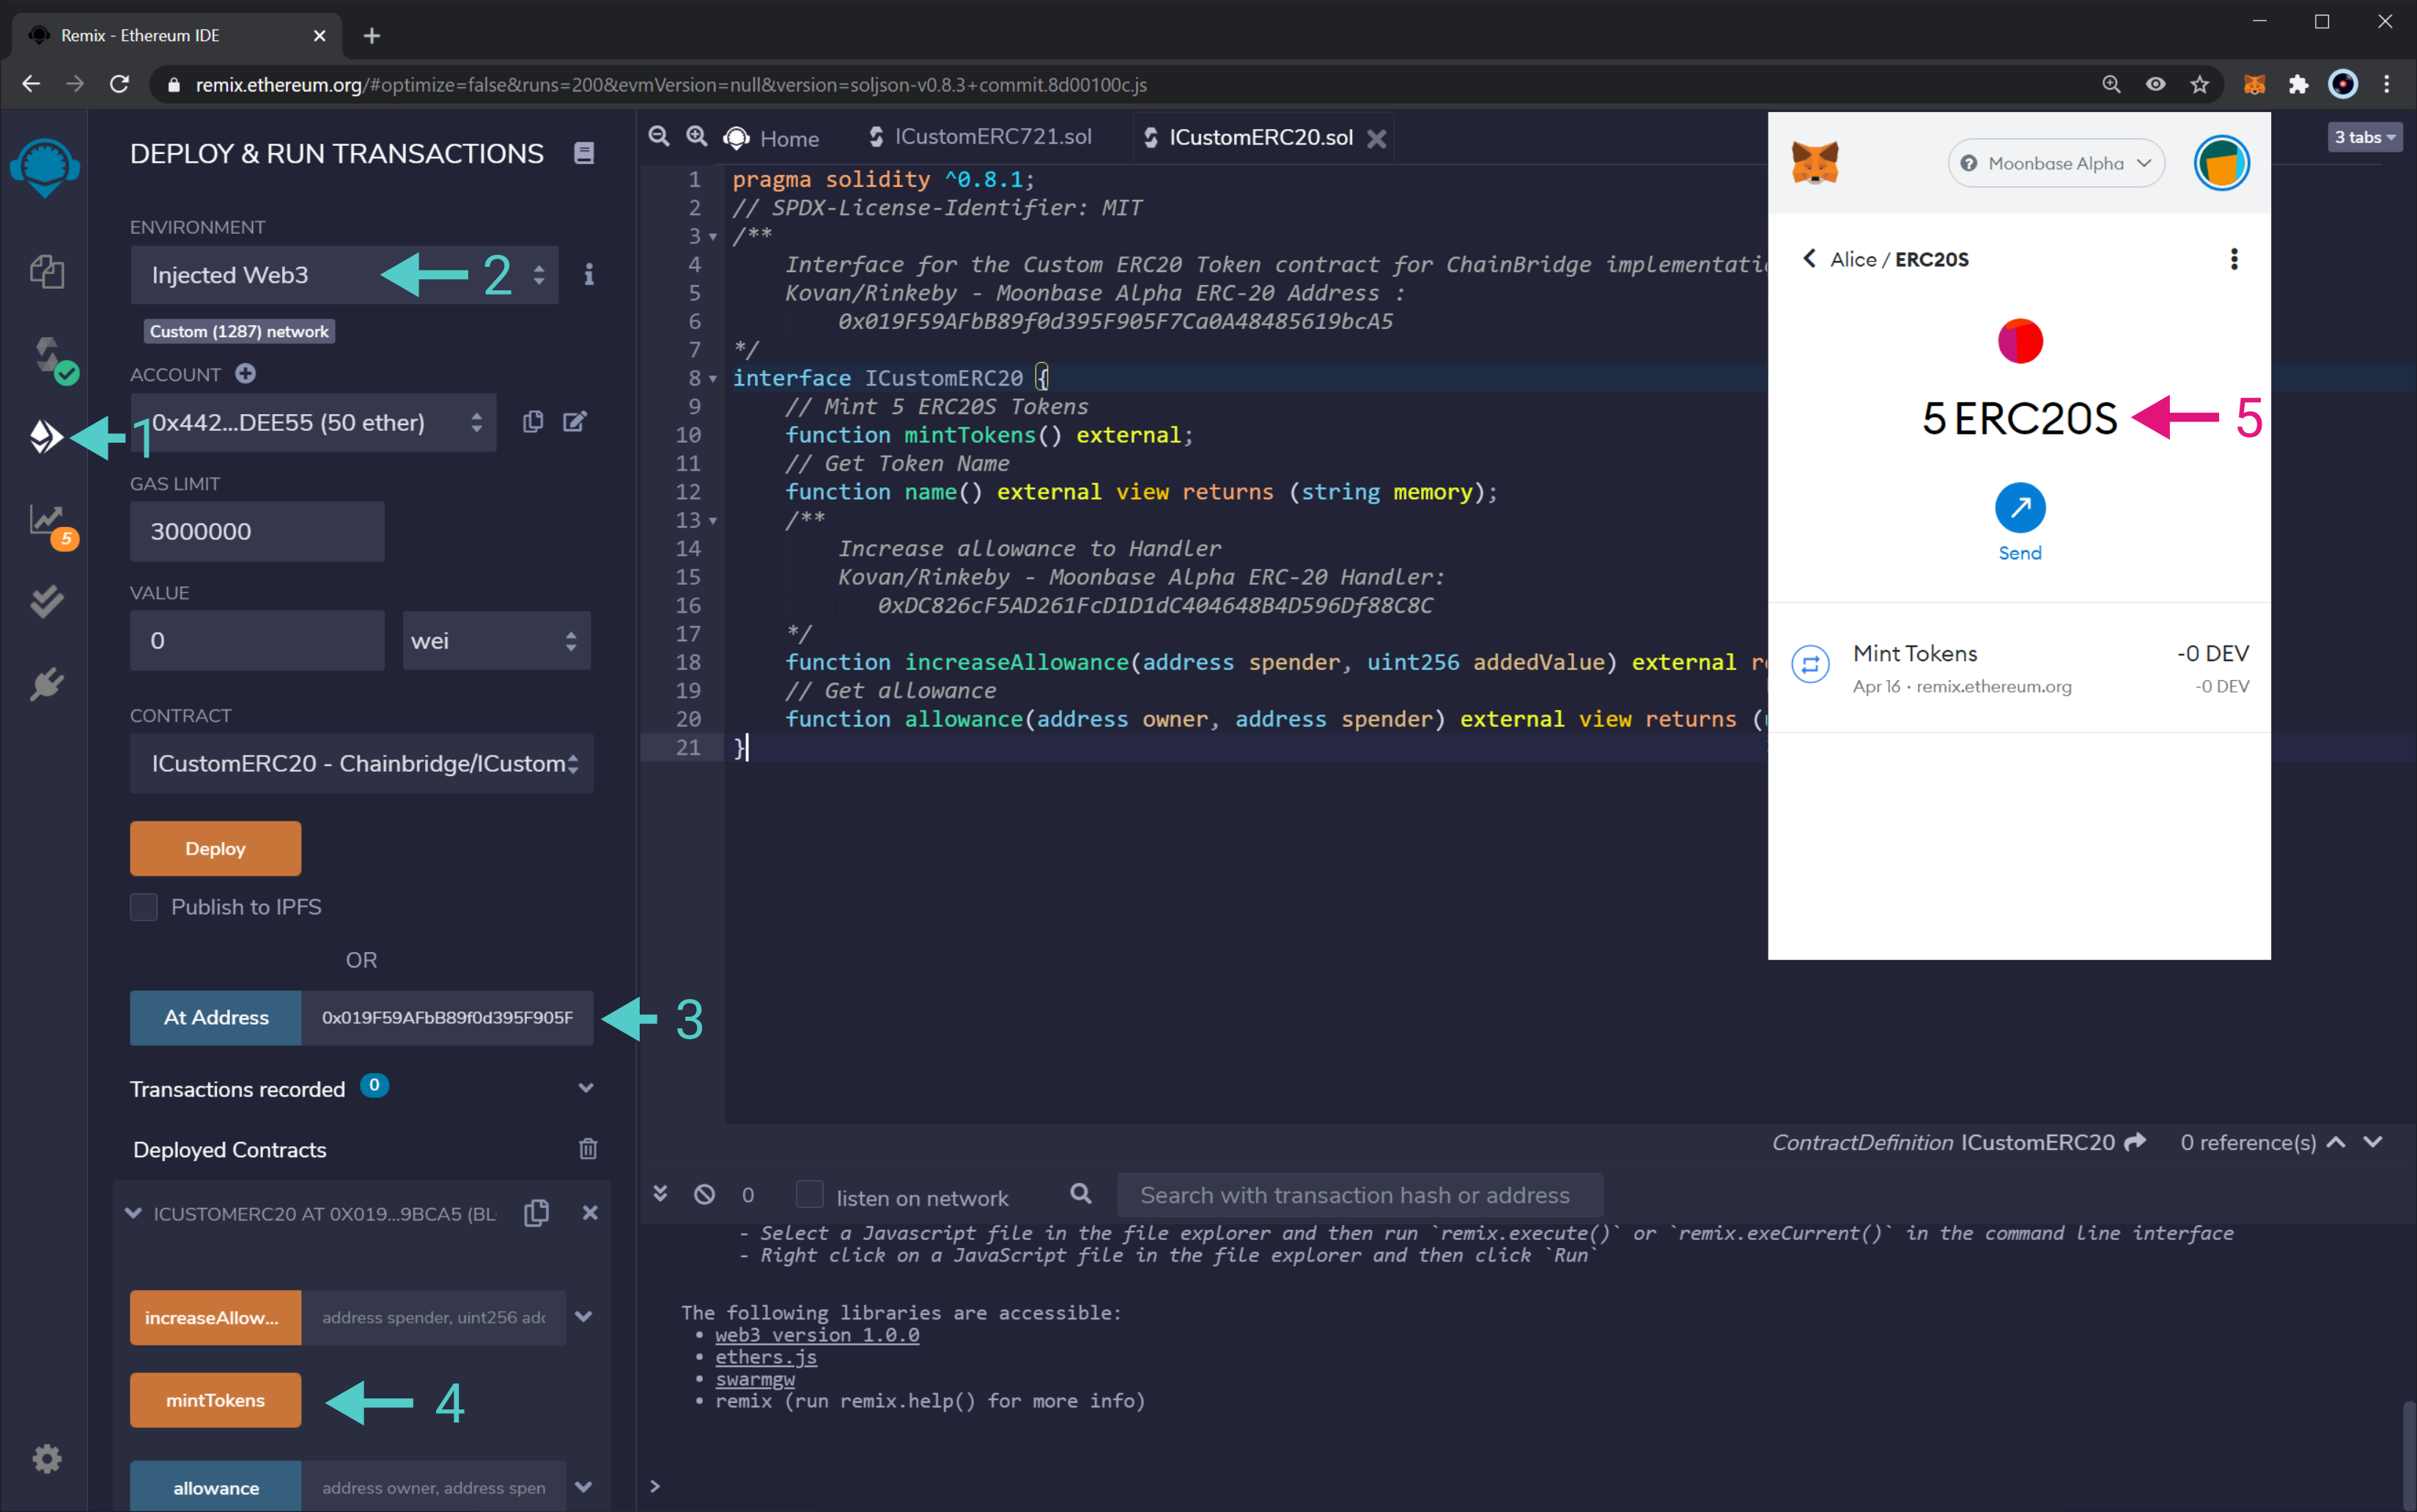 Remix - Ethereum IDE
remix.ethereum.org/#optimize=false&runs=200&evmVersion=null&version=soljson-v0.8.3+commit.8d00100c.js
DEPLOY & RUN TRANSACTIONS
ENVIRONMENT
Injected Web3
2
Custom (1287) network
ACCOUNT
1
0x442...DEE55 (50 ether)
GAS LIMIT
3000000
5
VALUE
0
wei
CONTRACT
ICustomERC20 - Chainbridge/ICustom
Deploy
Publish to IPFS
OR
At Address
0x019F59AFbB89f0d395F905F
3
Transactions recorded 0
Deployed Contracts
ICUSTOMERC20 AT 0X019...9BCA5 (BL
increaseAllow...
address spender, uint256 adc
mintTokens
4
allowance
address owner, address spen
Home
ICustomERC721.sol
ICustomERC20.sol
3 tabs
1 pragma solidity ^0.8.1;
2 // SPDX-License-Identifier: MIT
3 /**
4 Interface for the Custom ERC20 Token contract for ChainBridge implementati
5 Kovan/Rinkeby - Moonbase Alpha ERC-20 Address :
6 0x019F59AFbB89f0d395F905F7Ca0A48485619bcA5
7 */
8 interface ICustomERC20 {
9 // Mint 5 ERC20S Tokens
10 function mintTokens() external;
11 // Get Token Name
12 function name() external view returns (string memory);
13 /**
14 Increase allowance to Handler
15 Kovan/Rinkeby - Moonbase Alpha ERC-20 Handler:
16 0xDC826cF5AD261FcD1D1dC404648B4D596Df88C8C
17 */
18 function increaseAllowance(address spender, uint256 addedValue) external r
19 // Get allowance
20 function allowance(address owner, address spender) external view returns (
21 }
Moonbase Alpha
Alice / ERC20S
5 ERC20S
5
Send
Mint Tokens
-0 DEV
Apr 16 · remix.ethereum.org
-0 DEV
ContractDefinition ICustomERC20
0 reference(s)
0
listen on network
Search with transaction hash or address
- Select a Javascript file in the file explorer and then run `remix.execute()` or `remix.exeCurrent()` in the command line interface
- Right click on a JavaScript file in the file explorer and then click `Run`
The following libraries are accessible:
• web3 version 1.0.0
• ethers.js
• swarmgw
• remix (run remix.help() for more info)
>